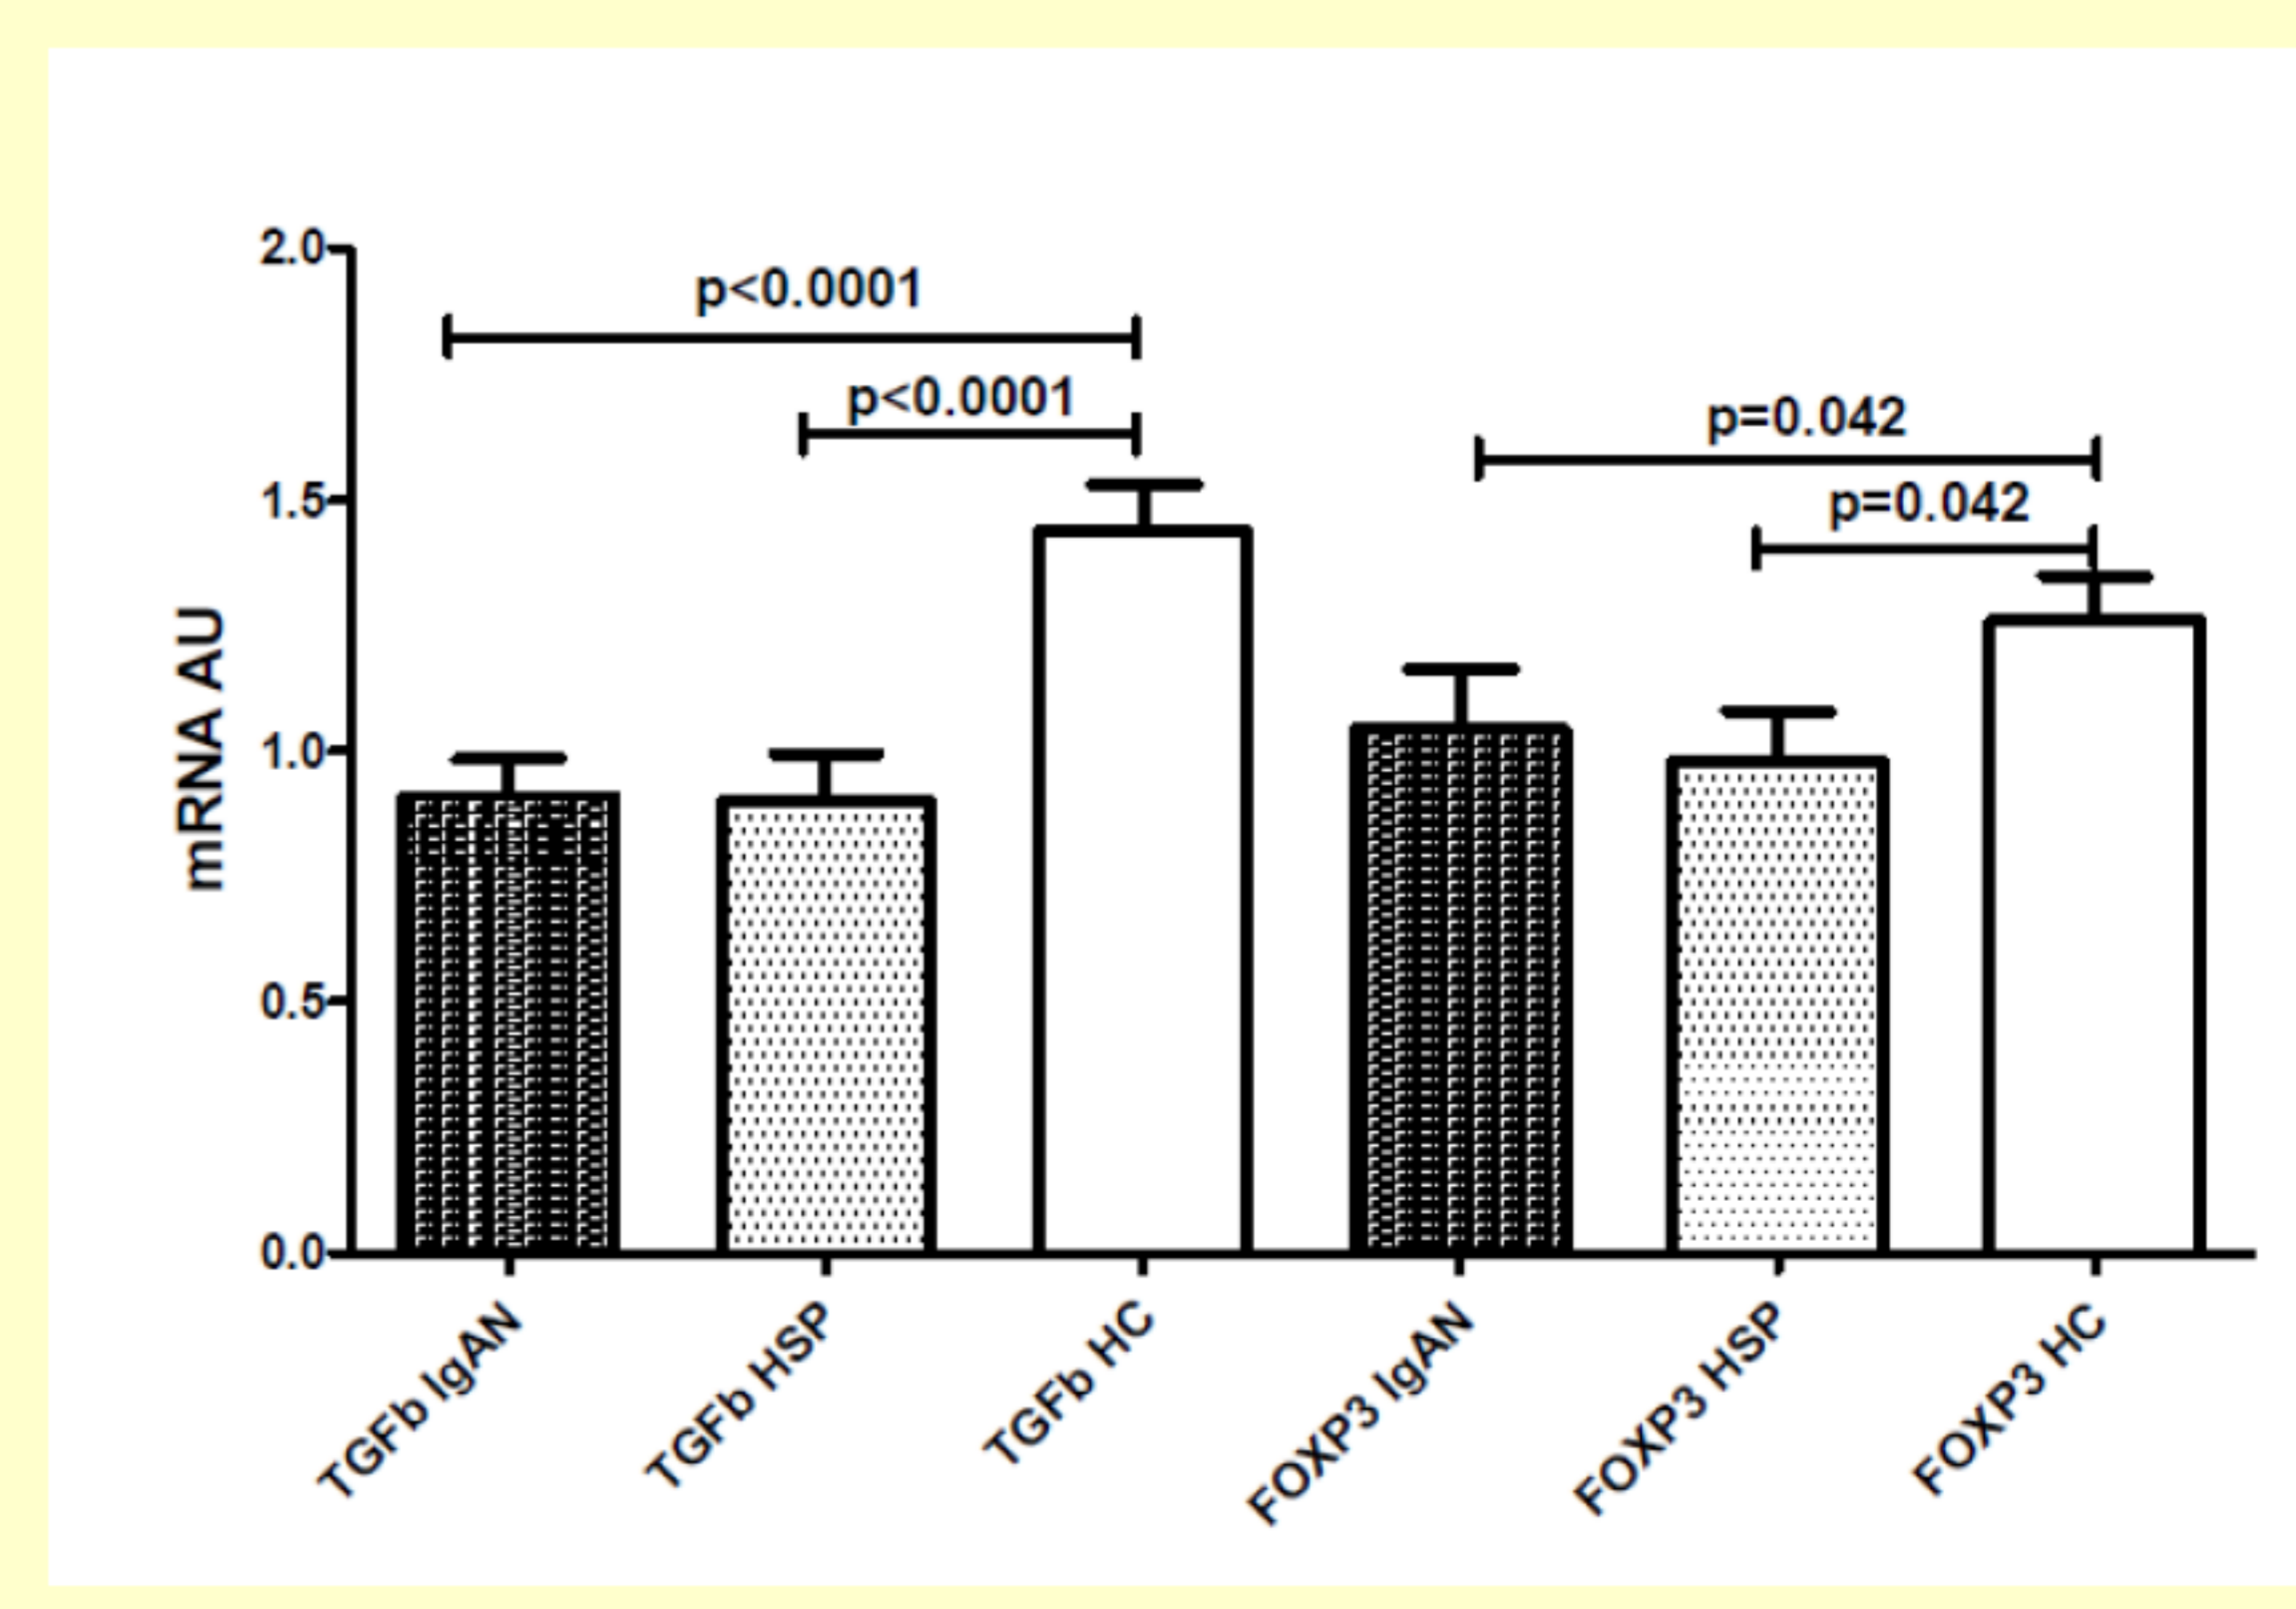 2.0
p<0.0001
p<0.0001
p=0.042
1.5
p=0.042
mRNA AU
1.0
0.5
0.0
TGFb IgAN
TGFb HSP
TGFb HC
FOXP3 IgAN
FOXP3 HSP
FOXP3 HC